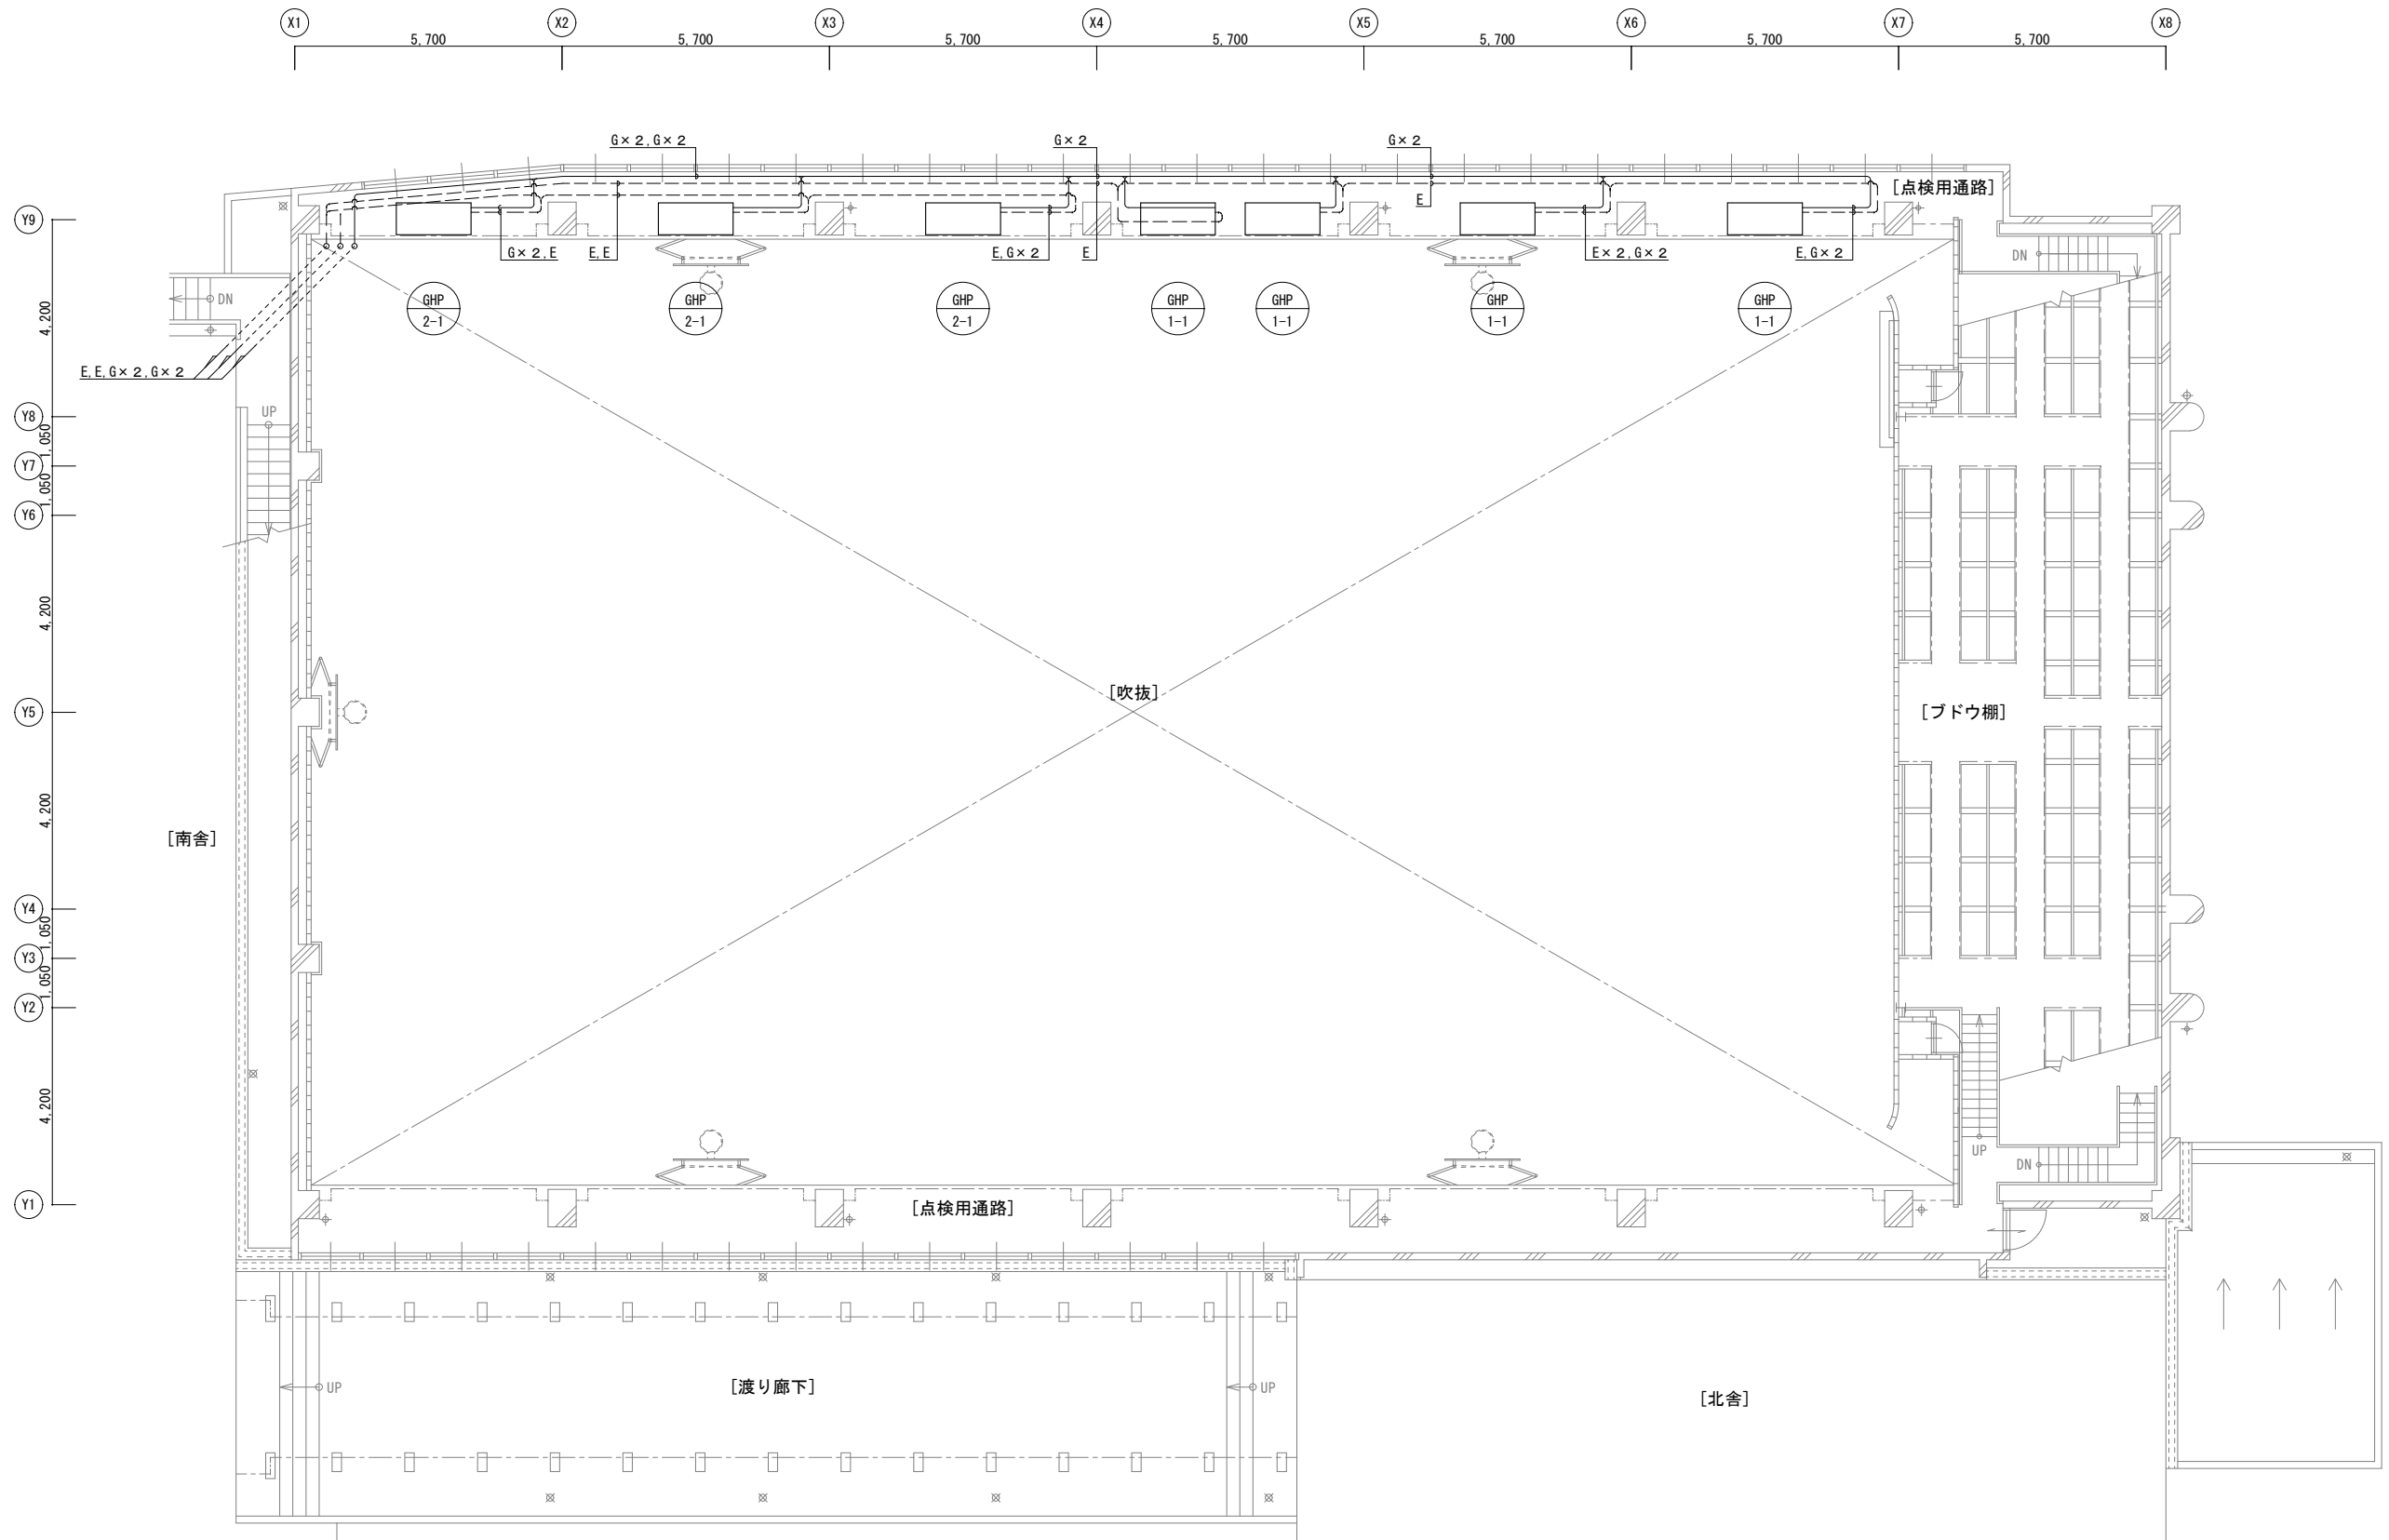 X1 X2 X3 X4 X5 X6 X7 X8
5,700 5,700 5,700 5,700 5,700 5,700 5,700
G×2,G×2 G×2 G×2
[点検用通路]
E
Y9
G×2,E E,E E,G×2 E E×2,G×2 E,G×2
DN
DN
GHP GHP GHP GHP GHP GHP GHP
2-1 2-1 2-1 1-1 1-1 1-1 1-1
4,200
E,E,G×2,G×2
UP
Y8
1,050
Y7
1,050
Y6
4,200
[吹抜]
Y5
[ブドウ棚]
4,200
[南舎]
Y4
1,050
Y3
1,050
Y2
4,200
UP
DN
Y1
[点検用通路]
UP
[渡り廊下]
UP
[北舎]